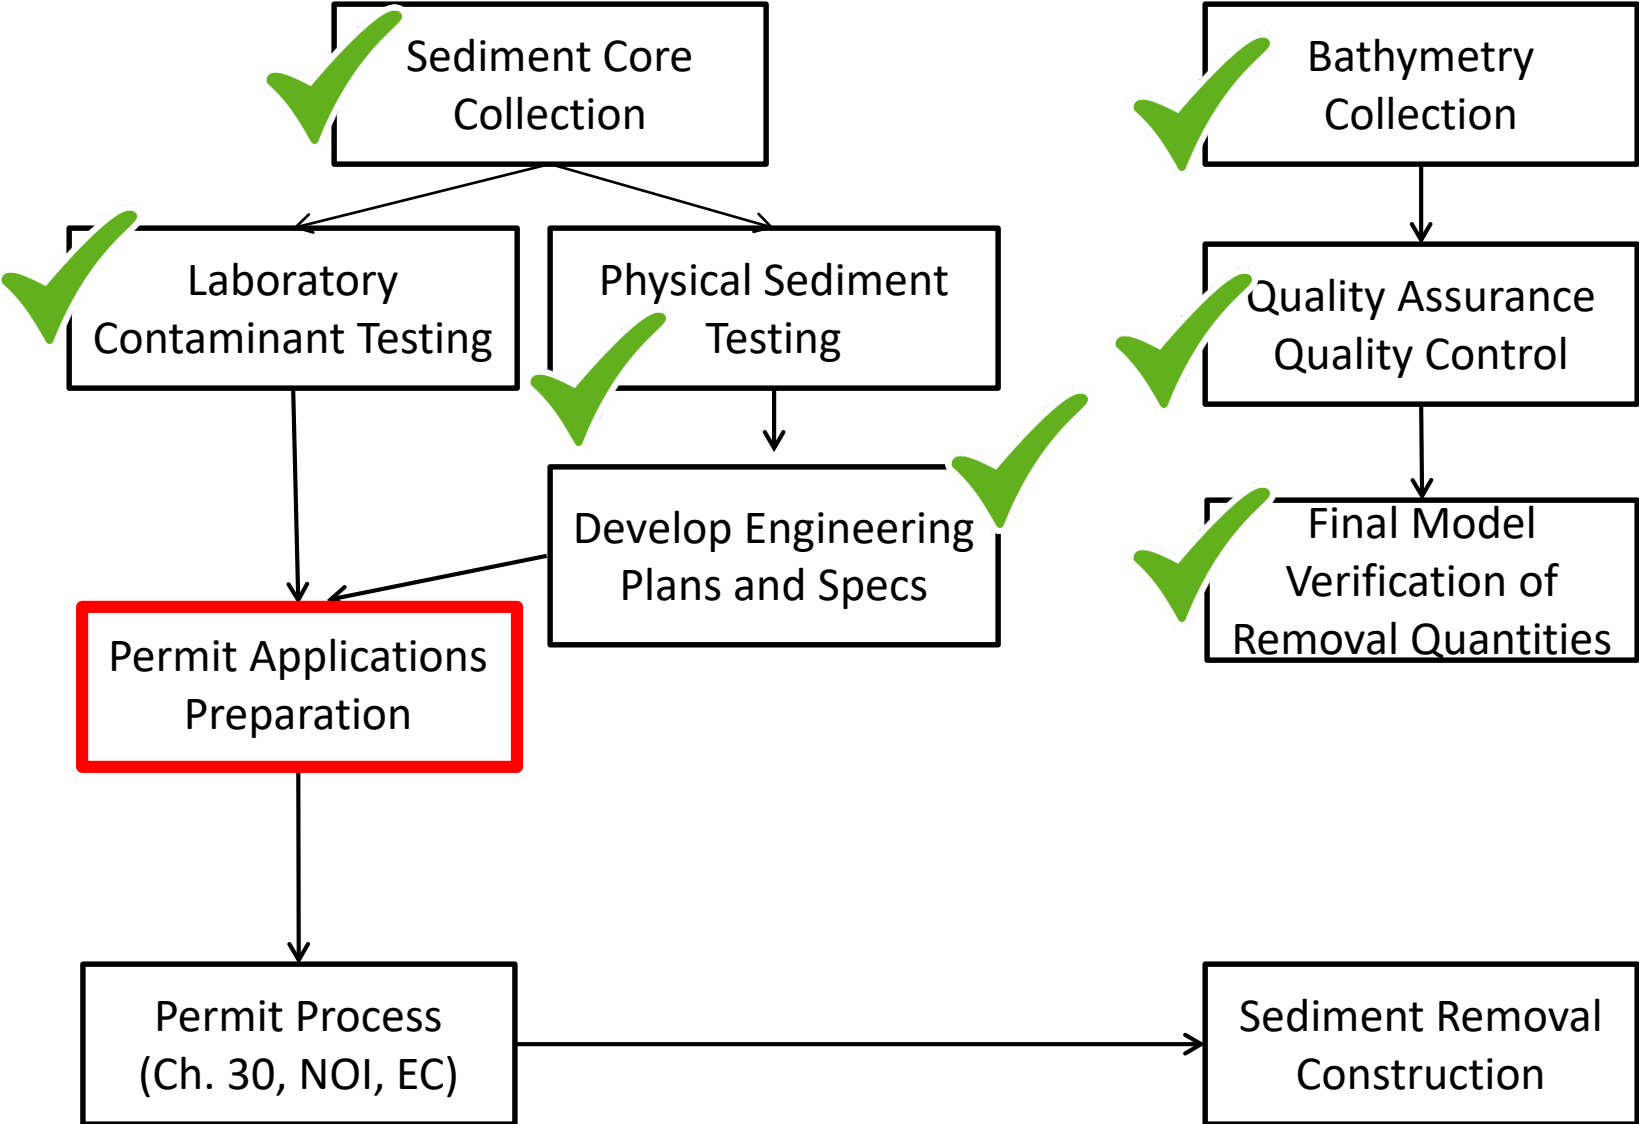 Sediment Core
Collection
Bathymetry
Collection
Laboratory
Contaminant Testing
Physical Sediment
Testing
Quality Assurance
Quality Control
Develop Engineering
Plans and Specs
Final Model
Verification of
Removal Quantities
Permit Applications
Preparation
Permit Process
(Ch. 30, NOI, EC)
Sediment Removal
Construction